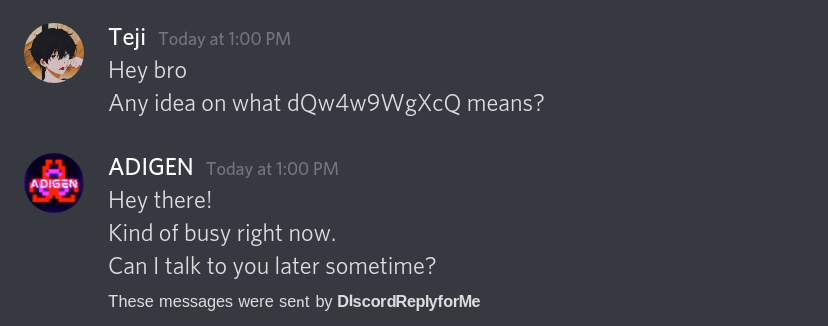 Teji Today at 1:00 PM
Hey bro
Any idea on what dQw4w9WgXcQ means?
ADIGEN Today at 1:00 PM
ADIGEN
Hey there!
Kind of busy right now.
Can I talk to you later sometime?
These messages were sent by DIscordReplyforMe